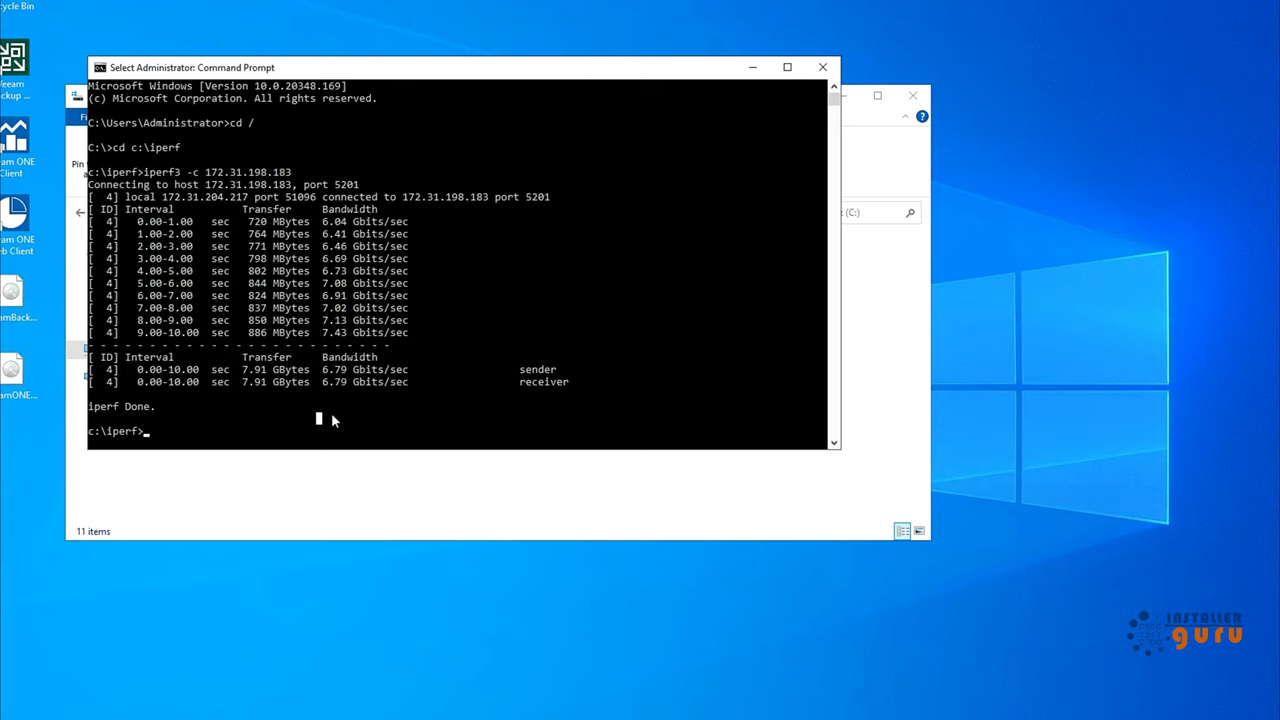 cycle Bin
Veeam
Backup ...
Veeam ONE
Client
Veeam ONE
Web Client
VeeamBack...
VeeamONE...
Select Administrator: Command Prompt
Microsoft Windows [Version 10.0.20348.169]
(c) Microsoft Corporation. All rights reserved.
C:\Users\Administrator>cd /
C:\>cd c:\iperf
c:\iperf>iperf3 -c 172.31.198.183
Connecting to host 172.31.198.183, port 5201
[ 4] local 172.31.204.217 port 51096 connected to 172.31.198.183 port 5201
[ ID] Interval Transfer Bandwidth
[ 4] 0.00-1.00 sec 720 MBytes 6.04 Gbits/sec
[ 4] 1.00-2.00 sec 764 MBytes 6.41 Gbits/sec
[ 4] 2.00-3.00 sec 771 MBytes 6.46 Gbits/sec
[ 4] 3.00-4.00 sec 798 MBytes 6.69 Gbits/sec
[ 4] 4.00-5.00 sec 802 MBytes 6.73 Gbits/sec
[ 4] 5.00-6.00 sec 844 MBytes 7.08 Gbits/sec
[ 4] 6.00-7.00 sec 824 MBytes 6.91 Gbits/sec
[ 4] 7.00-8.00 sec 837 MBytes 7.02 Gbits/sec
[ 4] 8.00-9.00 sec 850 MBytes 7.13 Gbits/sec
[ 4] 9.00-10.00 sec 886 MBytes 7.43 Gbits/sec
- - - - - - - - - - - - - - - - - - - - - - - - -
[ ID] Interval Transfer Bandwidth
[ 4] 0.00-10.00 sec 7.91 GBytes 6.79 Gbits/sec sender
[ 4] 0.00-10.00 sec 7.91 GBytes 6.79 Gbits/sec receiver
iperf Done.
c:\iperf>_
Fi
Pin t
k (C:)
11 items
INSTALLER
guru